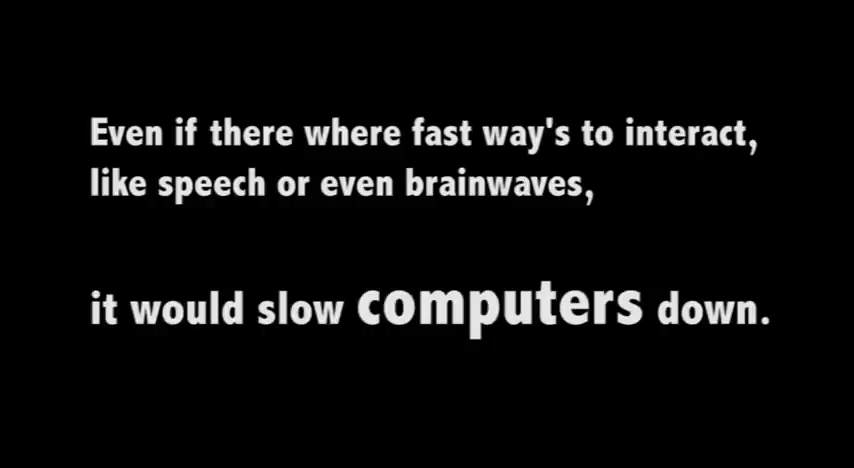 Even if there where fast way's to interact,
like speech or even brainwaves,
it would slow computers down.